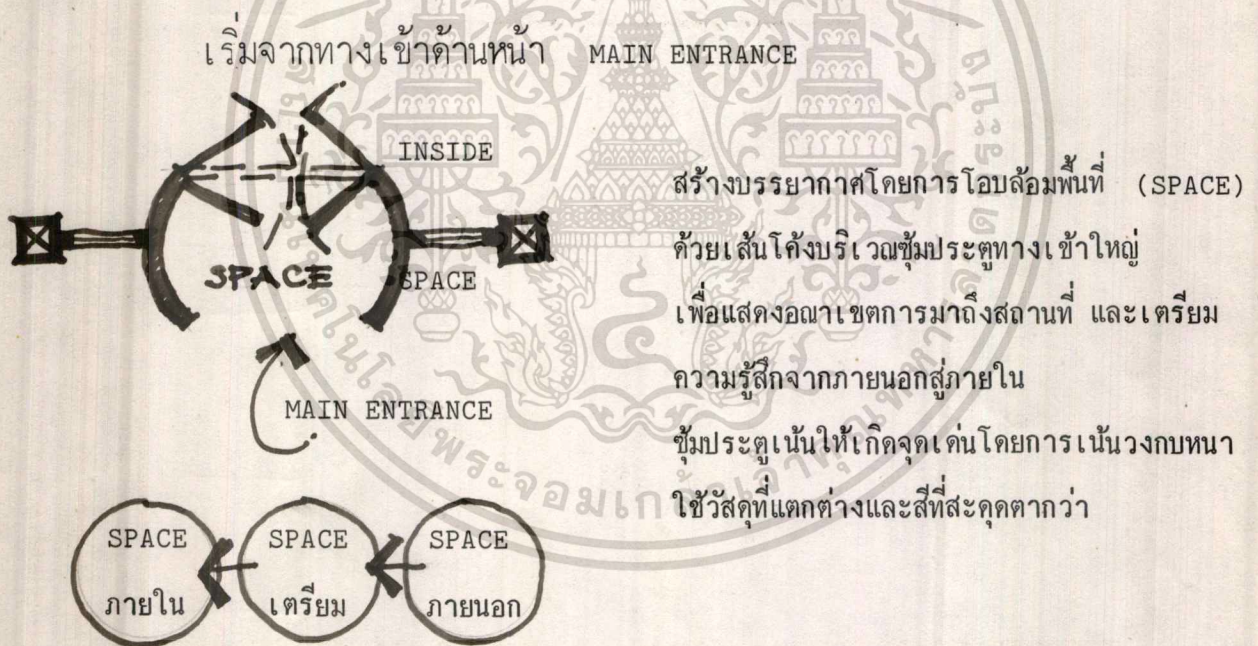 เริ่มจากทางเข้าด้านหน้า MAIN ENTRANCE
INSIDE
SPACE
SPACE
MAIN ENTRANCE
สร้างบรรยากาศโดยการโอบล้อมพื้นที่ (SPACE)
ด้วยเส้นโค้งบริเวณซุ้มประตูทางเข้าใหญ่
เพื่อแสดงอณาเขตการมาถึงสถานที่ และเตรียม
ความรู้สึกจากภายนอกสู่ภายใน
ซุ้มประตูเน้นให้เกิดจุดเด่นโดยการเน้นวงกบหนา
ใช้วัสดุที่แตกต่างและสีที่สะดุดตากว่า
SPACE
ภายใน
SPACE
เตรียม
SPACE
ภายนอก